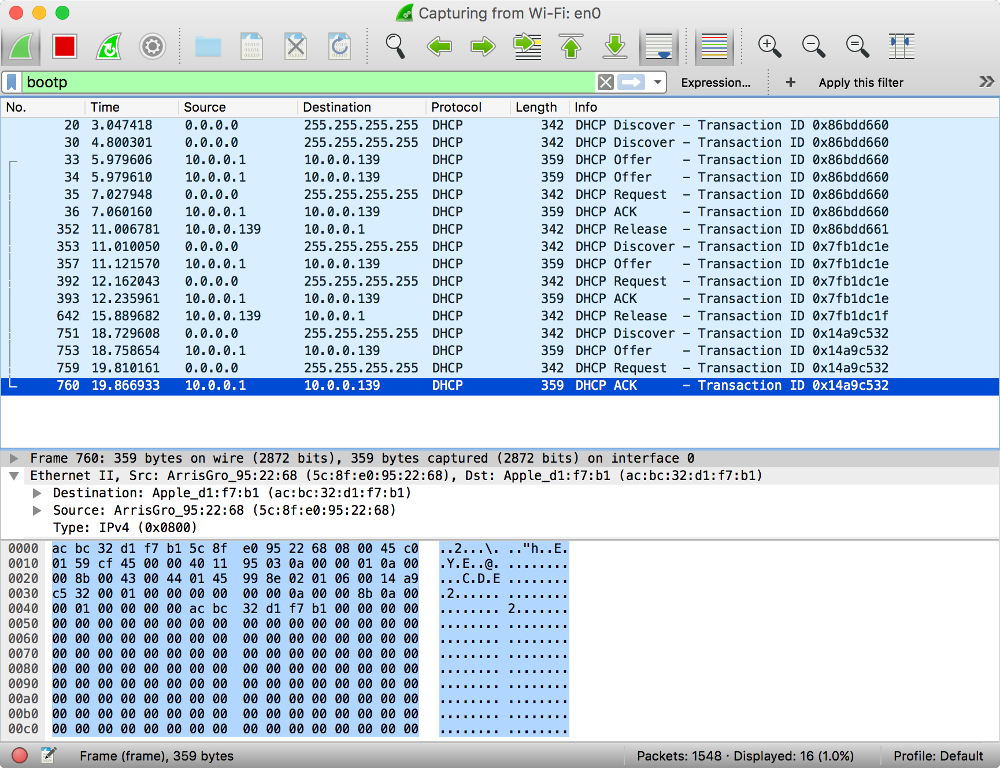 Capturing from Wi-Fi: en0
bootp Expression... + Apply this filter
No. Time Source Destination Protocol Length Info
20 3.047418 0.0.0.0 255.255.255.255 DHCP 342 DHCP Discover – Transaction ID 0x86bdd660
30 4.800301 0.0.0.0 255.255.255.255 DHCP 342 DHCP Discover – Transaction ID 0x86bdd660
33 5.979606 10.0.0.1 10.0.0.139 DHCP 359 DHCP Offer – Transaction ID 0x86bdd660
34 5.979610 10.0.0.1 10.0.0.139 DHCP 359 DHCP Offer – Transaction ID 0x86bdd660
35 7.027948 0.0.0.0 255.255.255.255 DHCP 342 DHCP Request – Transaction ID 0x86bdd660
36 7.060160 10.0.0.1 10.0.0.139 DHCP 359 DHCP ACK – Transaction ID 0x86bdd660
352 11.006781 10.0.0.139 10.0.0.1 DHCP 342 DHCP Release – Transaction ID 0x86bdd661
353 11.010050 0.0.0.0 255.255.255.255 DHCP 342 DHCP Discover – Transaction ID 0x7fb1dc1e
357 11.121570 10.0.0.1 10.0.0.139 DHCP 359 DHCP Offer – Transaction ID 0x7fb1dc1e
392 12.162043 0.0.0.0 255.255.255.255 DHCP 342 DHCP Request – Transaction ID 0x7fb1dc1e
393 12.235961 10.0.0.1 10.0.0.139 DHCP 359 DHCP ACK – Transaction ID 0x7fb1dc1e
642 15.889682 10.0.0.139 10.0.0.1 DHCP 342 DHCP Release – Transaction ID 0x7fb1dc1f
751 18.729608 0.0.0.0 255.255.255.255 DHCP 342 DHCP Discover – Transaction ID 0x14a9c532
753 18.758654 10.0.0.1 10.0.0.139 DHCP 359 DHCP Offer – Transaction ID 0x14a9c532
759 19.810161 0.0.0.0 255.255.255.255 DHCP 342 DHCP Request – Transaction ID 0x14a9c532
760 19.866933 10.0.0.1 10.0.0.139 DHCP 359 DHCP ACK – Transaction ID 0x14a9c532
Frame 760: 359 bytes on wire (2872 bits), 359 bytes captured (2872 bits) on interface 0
Ethernet II, Src: ArrisGro_95:22:68 (5c:8f:e0:95:22:68), Dst: Apple_d1:f7:b1 (ac:bc:32:d1:f7:b1)
Destination: Apple_d1:f7:b1 (ac:bc:32:d1:f7:b1)
Source: ArrisGro_95:22:68 (5c:8f:e0:95:22:68)
Type: IPv4 (0x0800)
0000 ac bc 32 d1 f7 b1 5c 8f e0 95 22 68 08 00 45 c0 ..2...\. .."h..E.
0010 01 59 cf 45 00 00 40 11 95 03 0a 00 00 01 0a 00 .Y.E..@. ........
0020 00 8b 00 43 00 44 01 45 99 8e 02 01 06 00 14 a9 ...C.D.E ........
0030 c5 32 00 01 00 00 00 00 00 00 0a 00 00 8b 0a 00 .2...... ........
0040 00 01 00 00 00 00 ac bc 32 d1 f7 b1 00 00 00 00 ........ 2.......
0050 00 00 00 00 00 00 00 00 00 00 00 00 00 00 00 00 ........ ........
0060 00 00 00 00 00 00 00 00 00 00 00 00 00 00 00 00 ........ ........
0070 00 00 00 00 00 00 00 00 00 00 00 00 00 00 00 00 ........ ........
0080 00 00 00 00 00 00 00 00 00 00 00 00 00 00 00 00 ........ ........
0090 00 00 00 00 00 00 00 00 00 00 00 00 00 00 00 00 ........ ........
00a0 00 00 00 00 00 00 00 00 00 00 00 00 00 00 00 00 ........ ........
00b0 00 00 00 00 00 00 00 00 00 00 00 00 00 00 00 00 ........ ........
00c0 00 00 00 00 00 00 00 00 00 00 00 00 00 00 00 00 ........ ........
Frame (frame), 359 bytes Packets: 1548 · Displayed: 16 (1.0%) Profile: Default